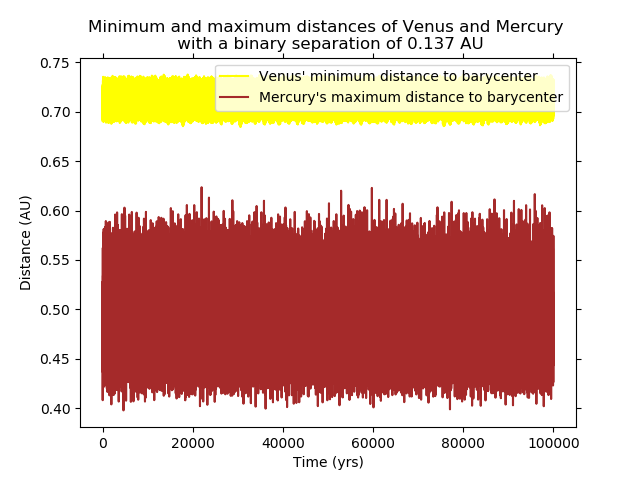 Minimum and maximum distances of Venus and Mercury
with a binary separation of 0.137 AU
Venus' minimum distance to barycenter
Mercury's maximum distance to barycenter
Distance (AU)
0.75
0.70
0.65
0.60
0.55
0.50
0.45
0.40
0 20000 40000 60000 80000 100000
Time (yrs)